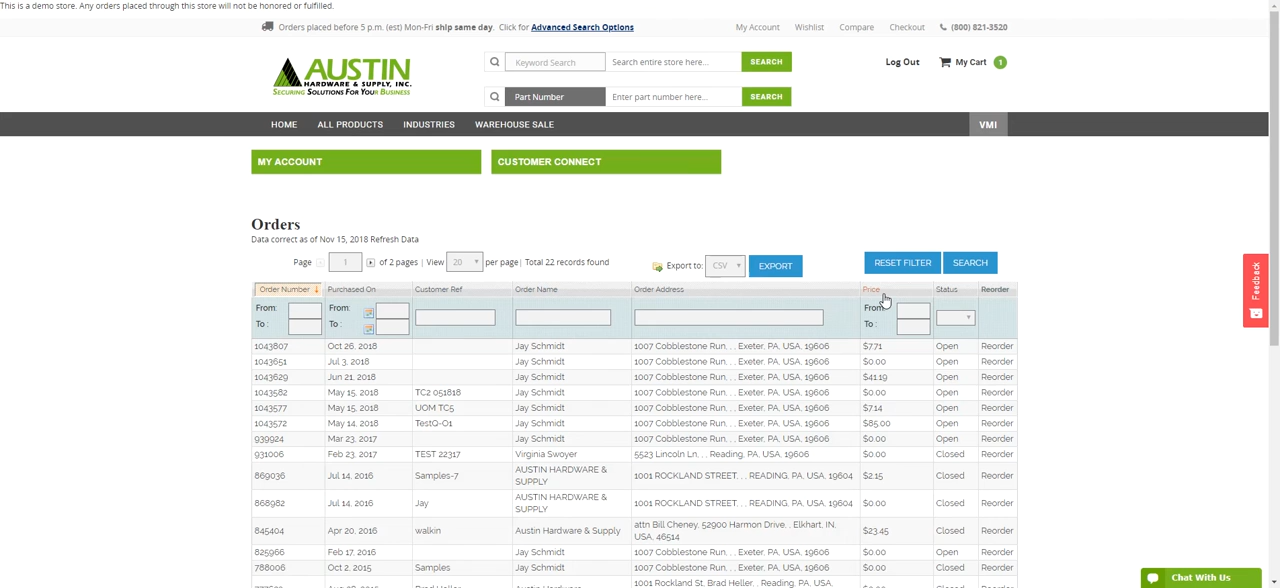 This is a demo store. Any orders placed through this store will not be honored or fulfilled.
Orders placed before 5 p.m. (est) Mon-Fri ship same day. Click for Advanced Search Options
My Account Wishlist Compare Checkout (800) 821-3520
AUSTIN
HARDWARE & SUPPLY, INC.
SECURING SOLUTIONS FOR YOUR BUSINESS
Keyword Search Search entire store here... SEARCH
Log Out My Cart 1
Part Number Enter part number here... SEARCH
HOME ALL PRODUCTS INDUSTRIES WAREHOUSE SALE VMI
MY ACCOUNT CUSTOMER CONNECT
Orders
Data correct as of Nov 15, 2018 Refresh Data
Page 1 of 2 pages | View 20 per page | Total 22 records found Export to: CSV EXPORT RESET FILTER SEARCH
Order Number Purchased On Customer Ref Order Name Order Address Price Status Reorder
From: From: From:
To : To : To :
1043807 Oct 26, 2018 Jay Schmidt 1007 Cobblestone Run, , , Exeter, PA, USA, 19606 $7.71 Open Reorder
1043651 Jul 3, 2018 Jay Schmidt 1007 Cobblestone Run, , , Exeter, PA, USA, 19606 $0.00 Open Reorder
1043629 Jun 21, 2018 Jay Schmidt 1007 Cobblestone Run, , , Exeter, PA, USA, 19606 $41.19 Open Reorder
1043582 May 15, 2018 TC2 051818 Jay Schmidt 1007 Cobblestone Run, , , Exeter, PA, USA, 19606 $0.00 Open Reorder
1043577 May 15, 2018 UOM TC5 Jay Schmidt 1007 Cobblestone Run, , , Exeter, PA, USA, 19606 $7.14 Open Reorder
1043572 May 14, 2018 TestQ-O1 Jay Schmidt 1007 Cobblestone Run, , , Exeter, PA, USA, 19606 $85.00 Open Reorder
939924 Mar 23, 2017 Jay Schmidt 1007 Cobblestone Run, , , Exeter, PA, USA, 19606 $0.00 Open Reorder
931006 Feb 23, 2017 TEST 22317 Virginia Swoyer 5523 Lincoln Ln, , , Reading, PA, USA, 19606 $0.00 Closed Reorder
869036 Jul 14, 2016 Samples-7 AUSTIN HARDWARE & SUPPLY 1001 ROCKLAND STREET, , , READING, PA, USA, 19604 $2.15 Closed Reorder
868982 Jul 14, 2016 Jay AUSTIN HARDWARE & SUPPLY 1001 ROCKLAND STREET, , , READING, PA, USA, 19604 $0.00 Closed Reorder
845404 Apr 20, 2016 walkin Austin Hardware & Supply attn Bill Cheney, 52900 Harmon Drive, , Elkhart, IN, USA, 46514 $23.45 Closed Reorder
825966 Feb 17, 2016 Jay Schmidt 1007 Cobblestone Run, , , Exeter, PA, USA, 19606 $0.00 Open Reorder
788006 Oct 2, 2015 Samples Jay Schmidt 1007 Cobblestone Run, , , Exeter, PA, USA, 19606 $0.00 Closed Reorder
1001 Rockland St, Brad Heller, , Reading, PA,
Feedback
Chat With Us